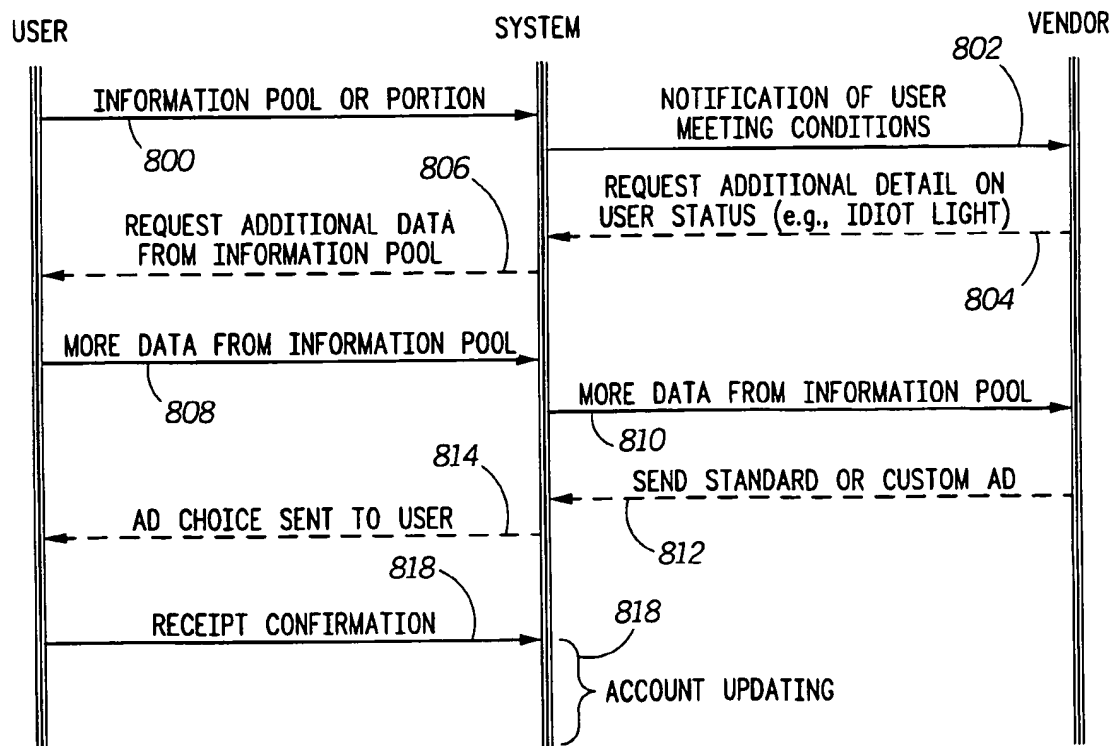 USER
SYSTEM
VENDOR
802
INFORMATION POOL OR PORTION
800
NOTIFICATION OF USER
MEETING CONDITIONS
806
REQUEST ADDITIONAL DETAIL ON
USER STATUS (e.g., IDIOT LIGHT)
REQUEST ADDITIONAL DATA
FROM INFORMATION POOL
804
MORE DATA FROM INFORMATION POOL
808
MORE DATA FROM INFORMATION POOL
810
814
SEND STANDARD OR CUSTOM AD
AD CHOICE SENT TO USER
812
818
RECEIPT CONFIRMATION
818
ACCOUNT UPDATING